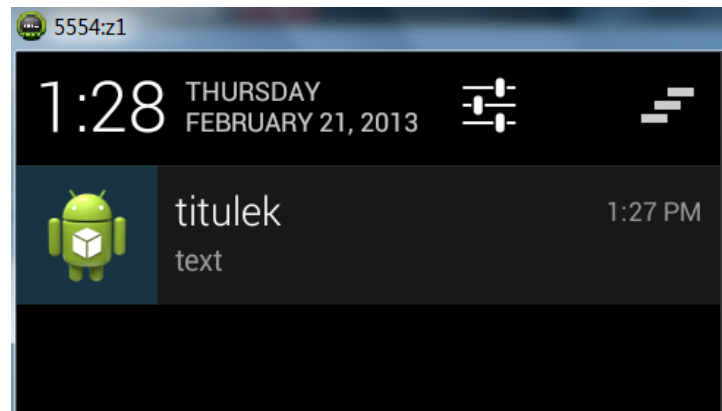 5554:z1
1:28
THURSDAY
FEBRUARY 21, 2013
titulek
1:27 PM
text